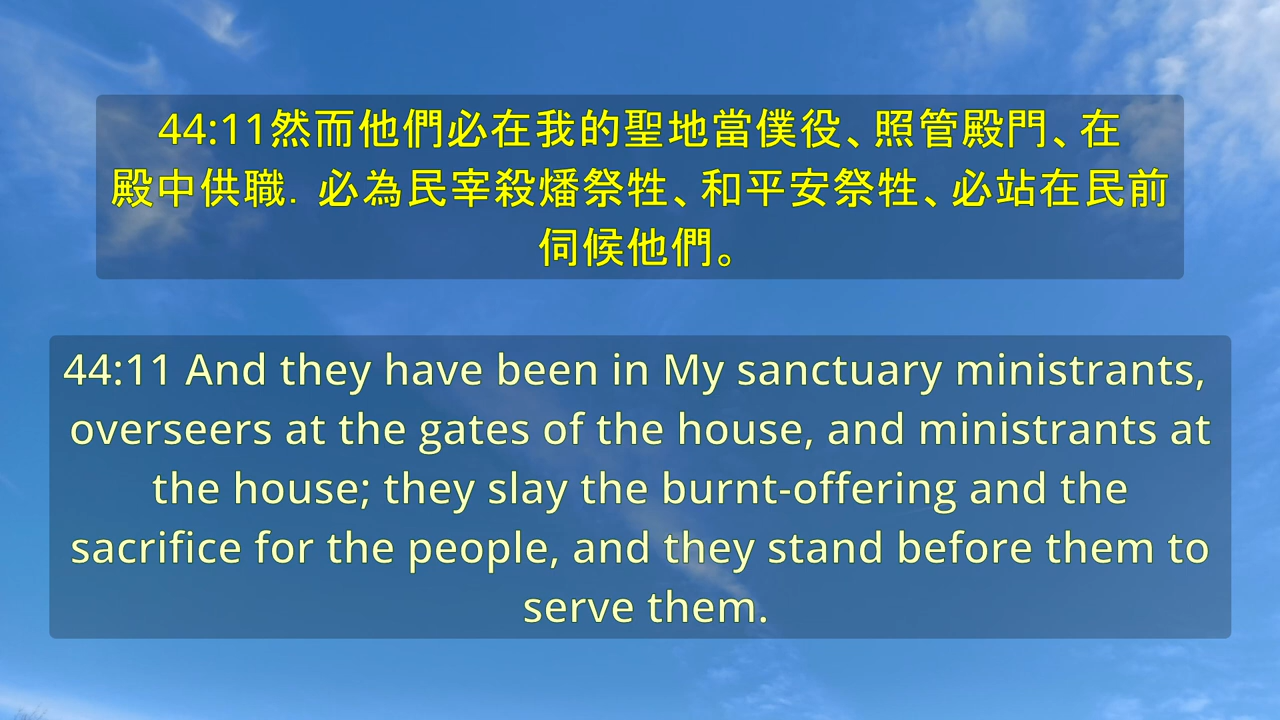 44:11然而他們必在我的聖地當僕役、照管殿門、在
殿中供職．必為民宰殺燔祭牲、和平安祭牲、必站在民前
伺候他們。
44:11 And they have been in My sanctuary ministrants,
overseers at the gates of the house, and ministrants at
the house; they slay the burnt-offering and the
sacrifice for the people, and they stand before them to
serve them.